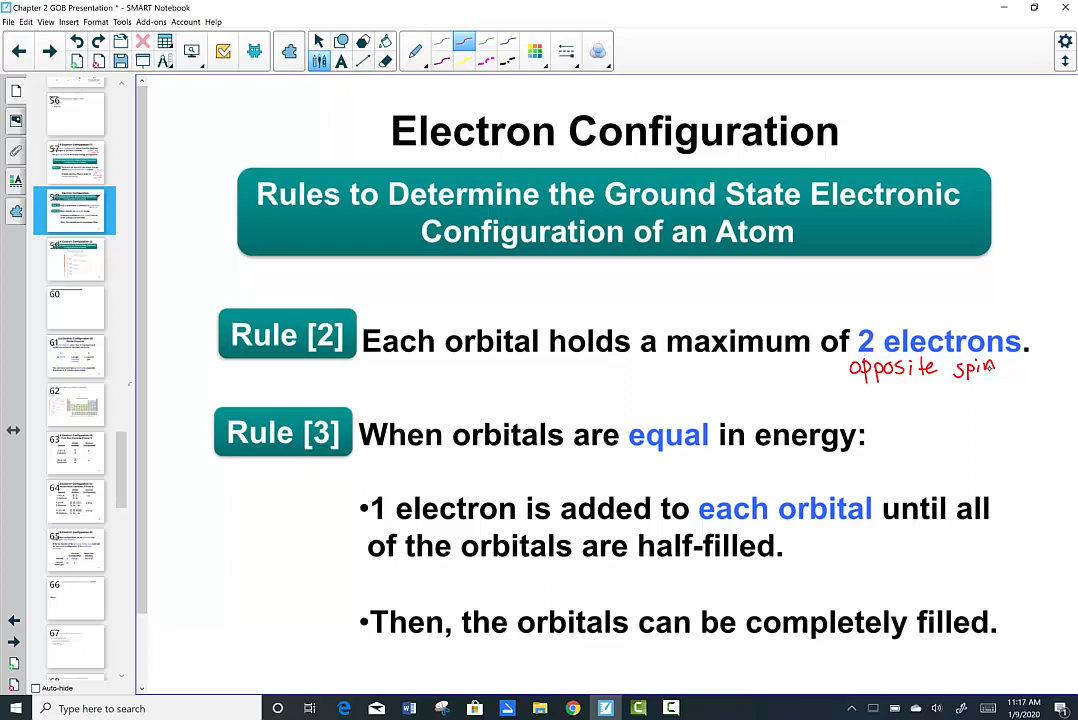 Chapter 2 GOB Presentation * - SMART Notebook
File Edit View Insert Format Tools Add-ons Account Help
Electron Configuration
Rules to Determine the Ground State Electronic
Configuration of an Atom
Rule [2] Each orbital holds a maximum of 2 electrons.
opposite spin
Rule [3] When orbitals are equal in energy:
•1 electron is added to each orbital until all
of the orbitals are half-filled.
•Then, the orbitals can be completely filled.
56
57
58
59
60
61
62
63
64
65
66
67
Auto-hide
Type here to search
11:17 AM
1/9/2020